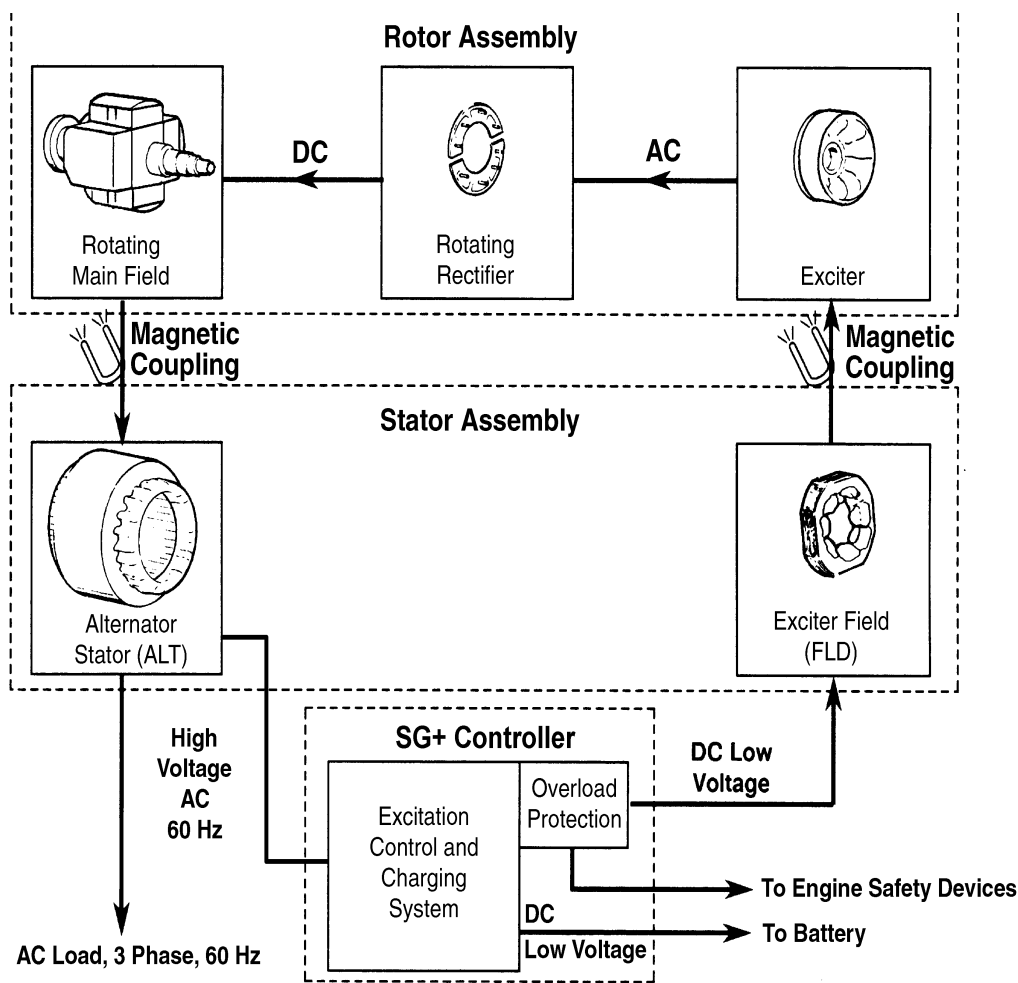 Rotor Assembly
DC
AC
Rotating
Main Field
Rotating
Rectifier
Exciter
Magnetic
Coupling
Magnetic
Coupling
Stator Assembly
Alternator
Stator (ALT)
Exciter Field
(FLD)
High
Voltage
AC
60 Hz
SG+ Controller
Excitation
Control and
Charging
System
Overload
Protection
DC Low
Voltage
To Engine Safety Devices
DC
Low Voltage
To Battery
AC Load, 3 Phase, 60 Hz